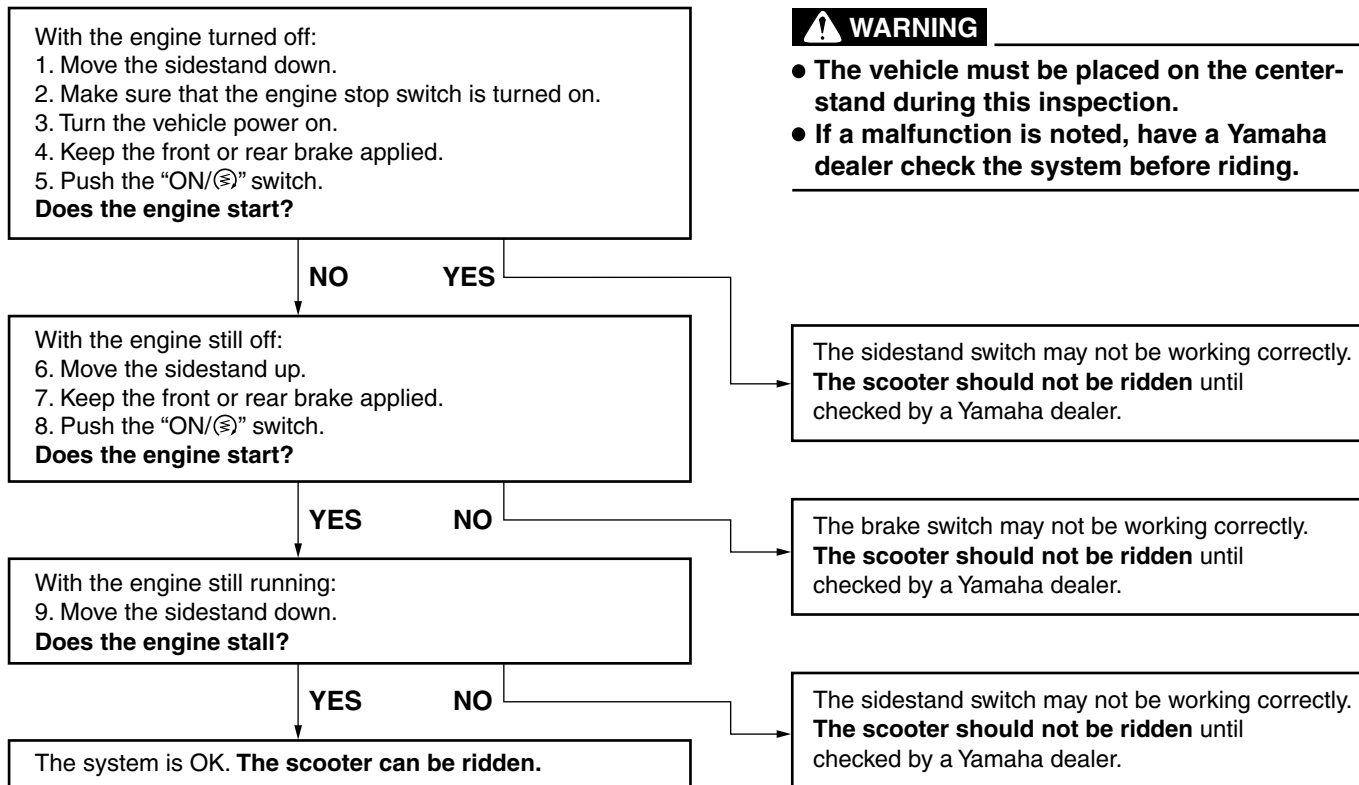 With the engine turned off:
1. Move the sidestand down.
2. Make sure that the engine stop switch is turned on.
3. Turn the vehicle power on.
4. Keep the front or rear brake applied.
5. Push the “ON/” switch.
Does the engine start?
WARNING
● The vehicle must be placed on the center-
stand during this inspection.
● If a malfunction is noted, have a Yamaha
dealer check the system before riding.
NO YES
With the engine still off:
6. Move the sidestand up.
7. Keep the front or rear brake applied.
8. Push the “ON/” switch.
Does the engine start?
The sidestand switch may not be working correctly.
The scooter should not be ridden until
checked by a Yamaha dealer.
YES NO
The brake switch may not be working correctly.
The scooter should not be ridden until
checked by a Yamaha dealer.
With the engine still running:
9. Move the sidestand down.
Does the engine stall?
YES NO
The sidestand switch may not be working correctly.
The scooter should not be ridden until
checked by a Yamaha dealer.
The system is OK. The scooter can be ridden.